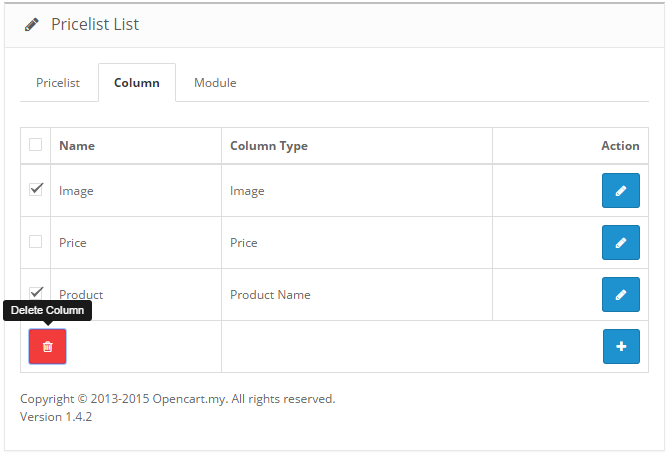 Pricelist List
Pricelist Column Module
Name Column Type Action
Image Image
Price Price
Product Product Name
Delete Column
Copyright © 2013-2015 Opencart.my. All rights reserved.
Version 1.4.2